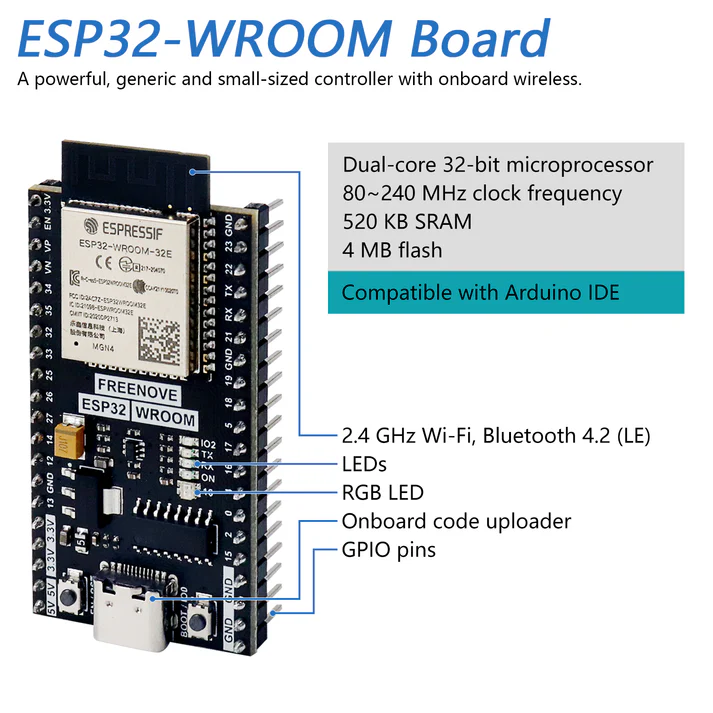 ESP32-WROOM Board
A powerful, generic and small-sized controller with onboard wireless.
Dual-core 32-bit microprocessor
80~240 MHz clock frequency
520 KB SRAM
4 MB flash
Compatible with Arduino IDE
ESPRESSIF
ESP32-WROOM-32E
MGN4
EN 3.3V
VP
VN
34
35
32
33
25
26
27
14
12
GND
13
3.3V
3.3V
5V 5V
GND
23
22
TX
RX
21
GND
19
18
5
17
16
4
0
2
15
GND
GND
GND
FREENOVE
ESP32 WROOM
IO2
TX
RX
ON
2.4 GHz Wi-Fi, Bluetooth 4.2 (LE)
LEDs
RGB LED
Onboard code uploader
GPIO pins